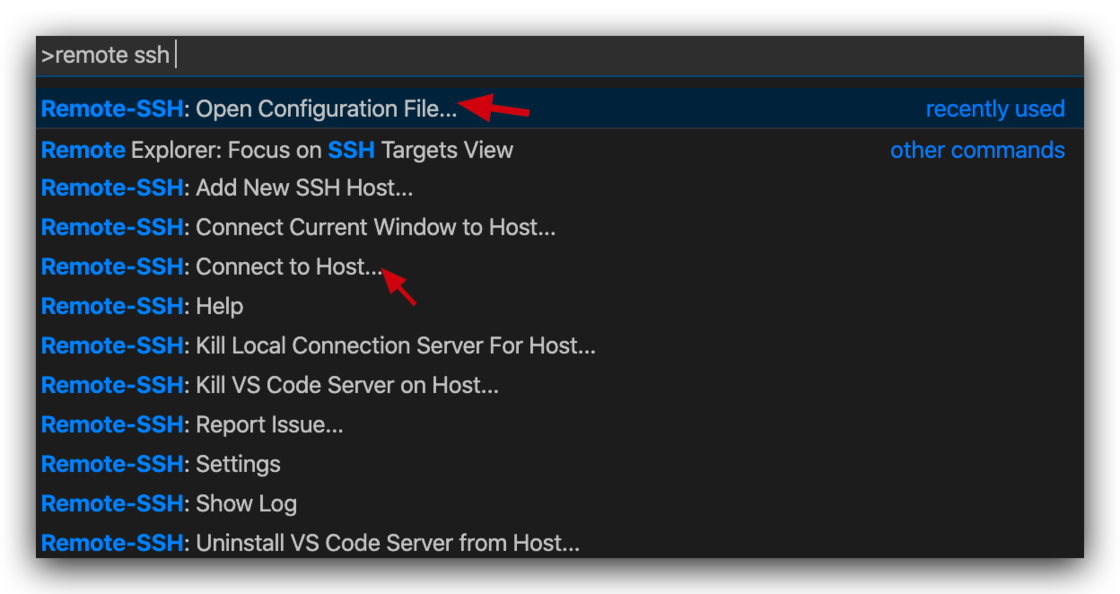 >remote ssh
Remote-SSH: Open Configuration File... recently used
Remote Explorer: Focus on SSH Targets View other commands
Remote-SSH: Add New SSH Host...
Remote-SSH: Connect Current Window to Host...
Remote-SSH: Connect to Host...
Remote-SSH: Help
Remote-SSH: Kill Local Connection Server For Host...
Remote-SSH: Kill VS Code Server on Host...
Remote-SSH: Report Issue...
Remote-SSH: Settings
Remote-SSH: Show Log
Remote-SSH: Uninstall VS Code Server from Host...